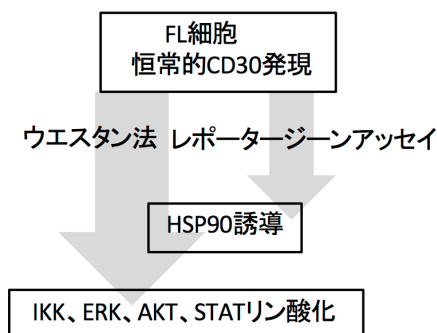 FL細胞
恒常的CD30発現
ウエスタン法 レポータージーンアッセイ
HSP90誘導
IKK、ERK、AKT、STATリン酸化